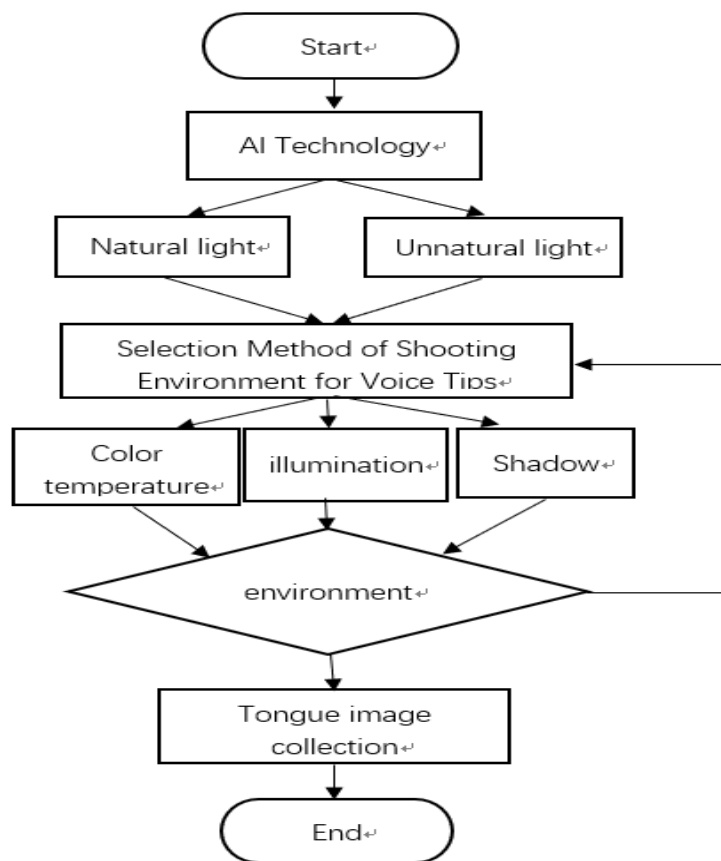 Start
AI Technology
Natural light
Unnatural light
Selection Method of Shooting
Environment for Voice Tips
Color
temperature
illumination
Shadow
environment
Tongue image
collection
End